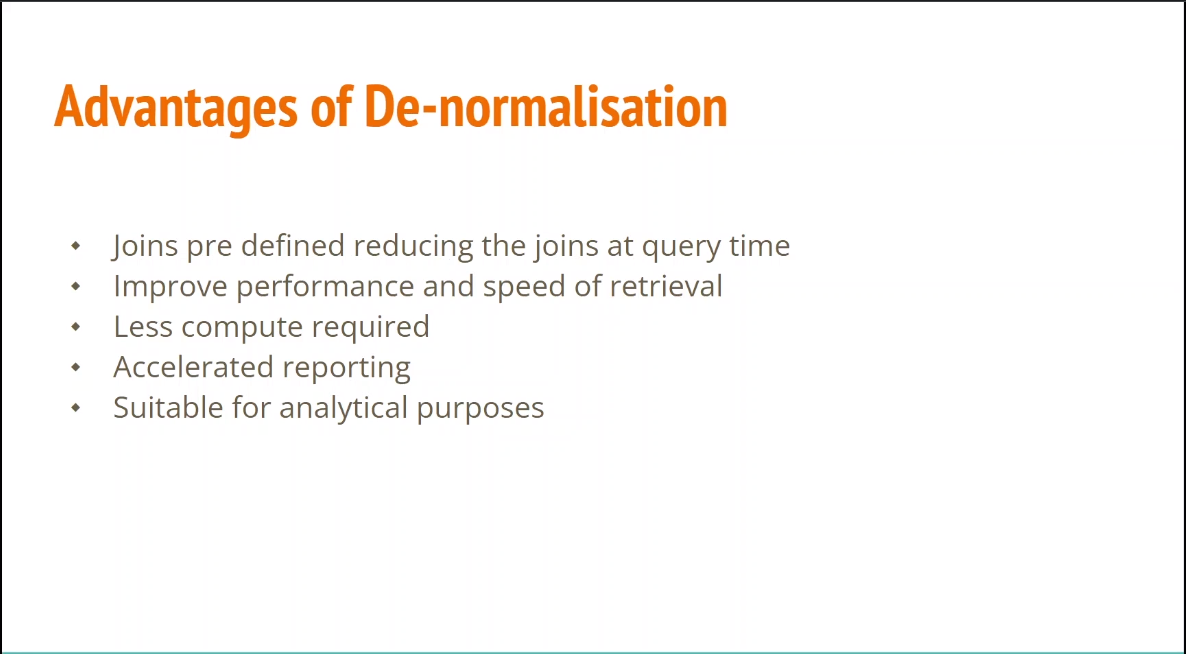 Advantages of De-normalisation
Joins pre defined reducing the joins at query time
Improve performance and speed of retrieval
Less compute required
Accelerated reporting
Suitable for analytical purposes